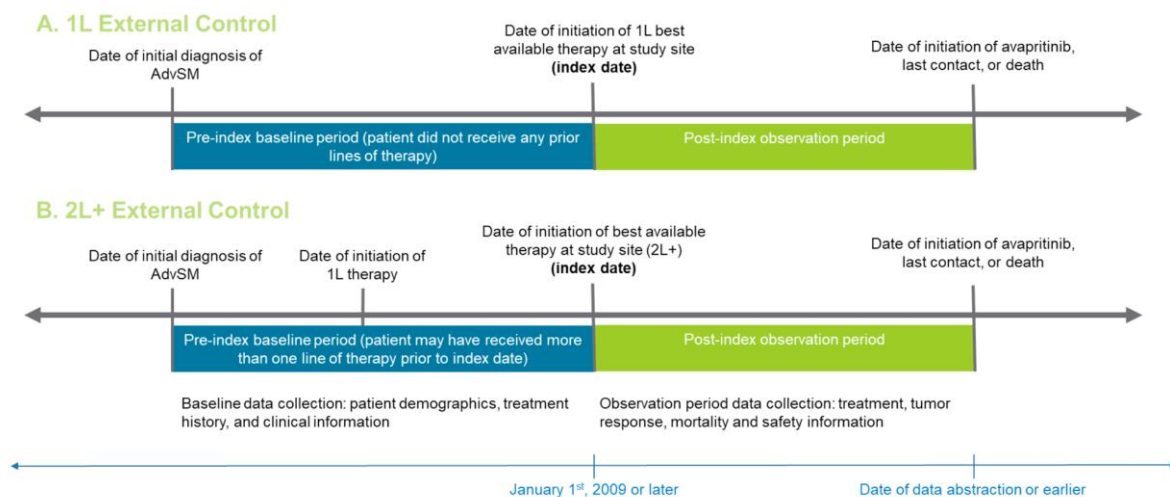 A. 1L External Control
Date of initial diagnosis of
AdvSM
Date of initiation of 1L best
available therapy at study site
(index date)
Date of initiation of avapritinib,
last contact, or death
Pre-index baseline period (patient did not receive any prior
lines of therapy)
Post-index observation period
B. 2L+ External Control
Date of initial diagnosis of
AdvSM
Date of initiation of
1L therapy
Date of initiation of best available
therapy at study site (2L+)
(index date)
Date of initiation of avapritinib,
last contact, or death
Pre-index baseline period (patient may have received more
than one line of therapy prior to index date)
Post-index observation period
Baseline data collection: patient demographics, treatment
history, and clinical information
Observation period data collection: treatment, tumor
response, mortality and safety information
January 1st, 2009 or later
Date of data abstraction or earlier